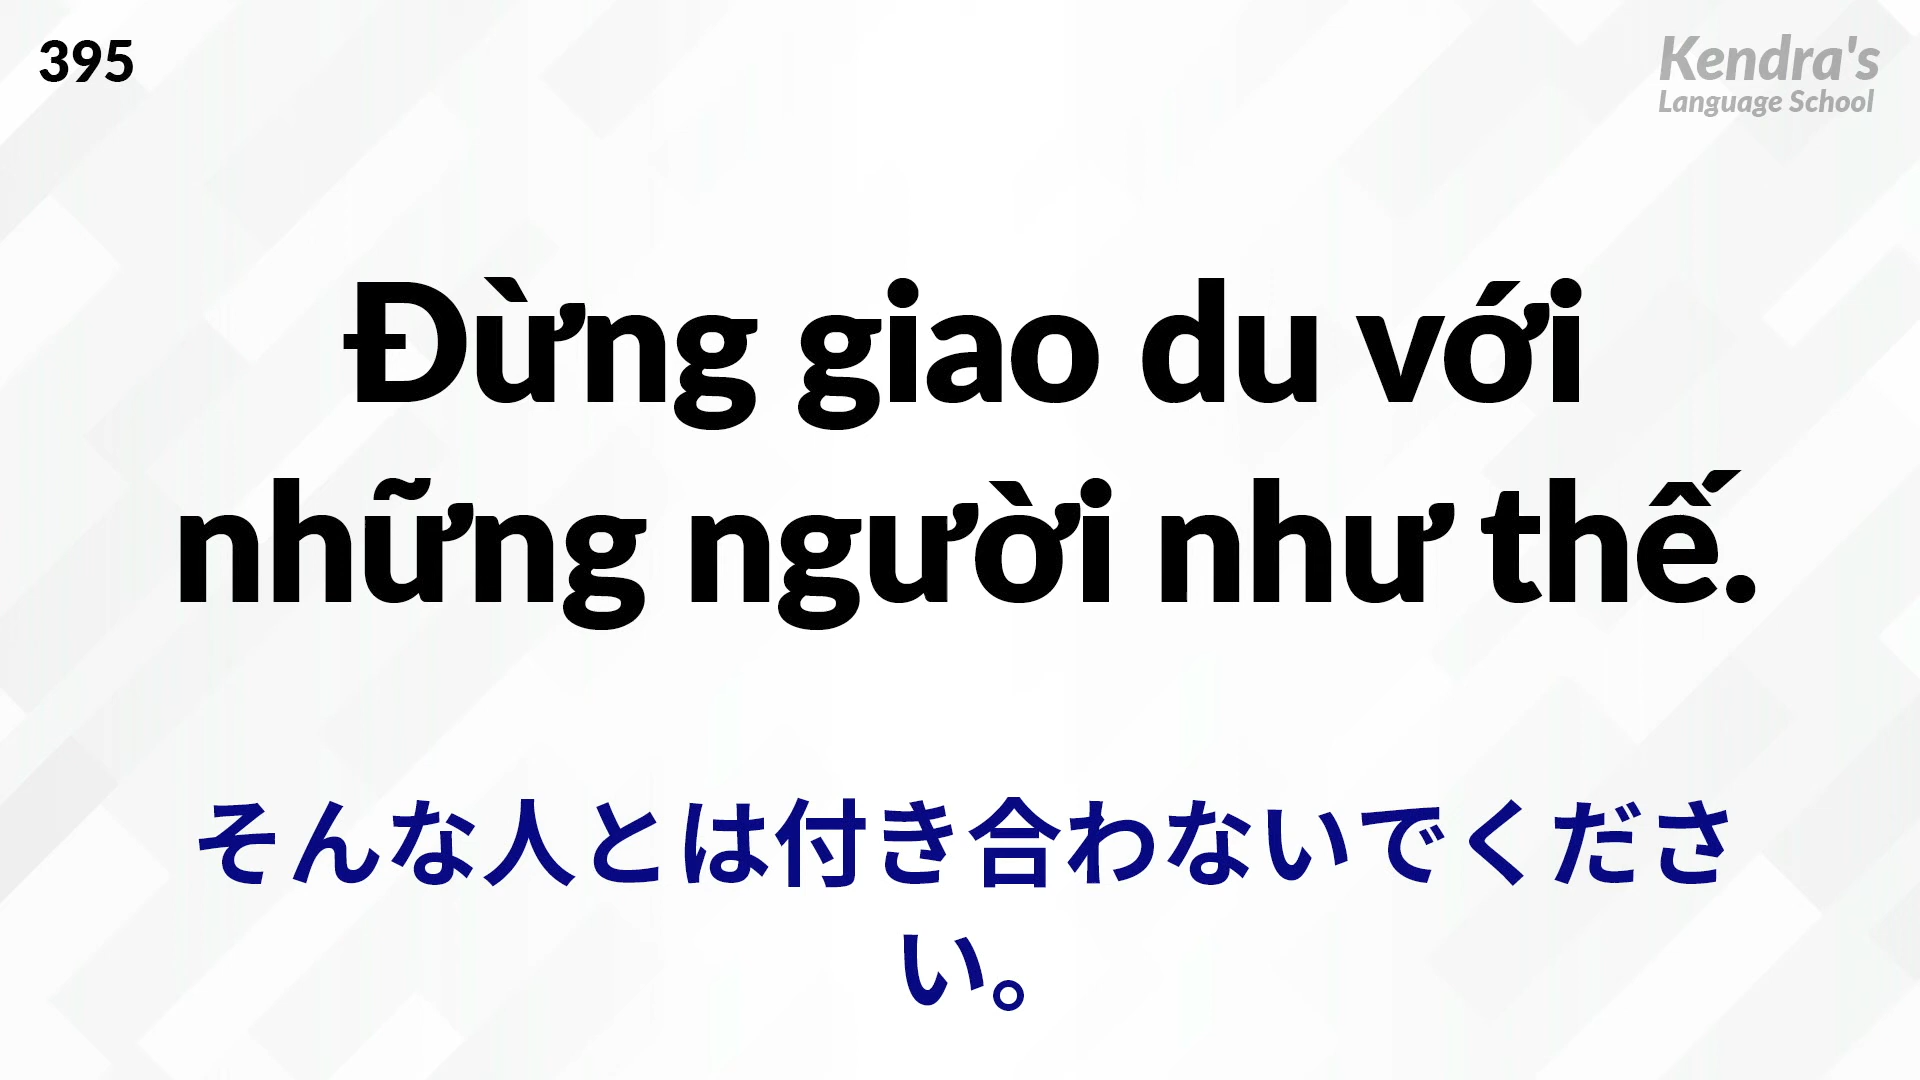 395
Kendra's
Language School
Đừng giao du với
những người như thế.
そんな人とは付き合わないでくださ
い。